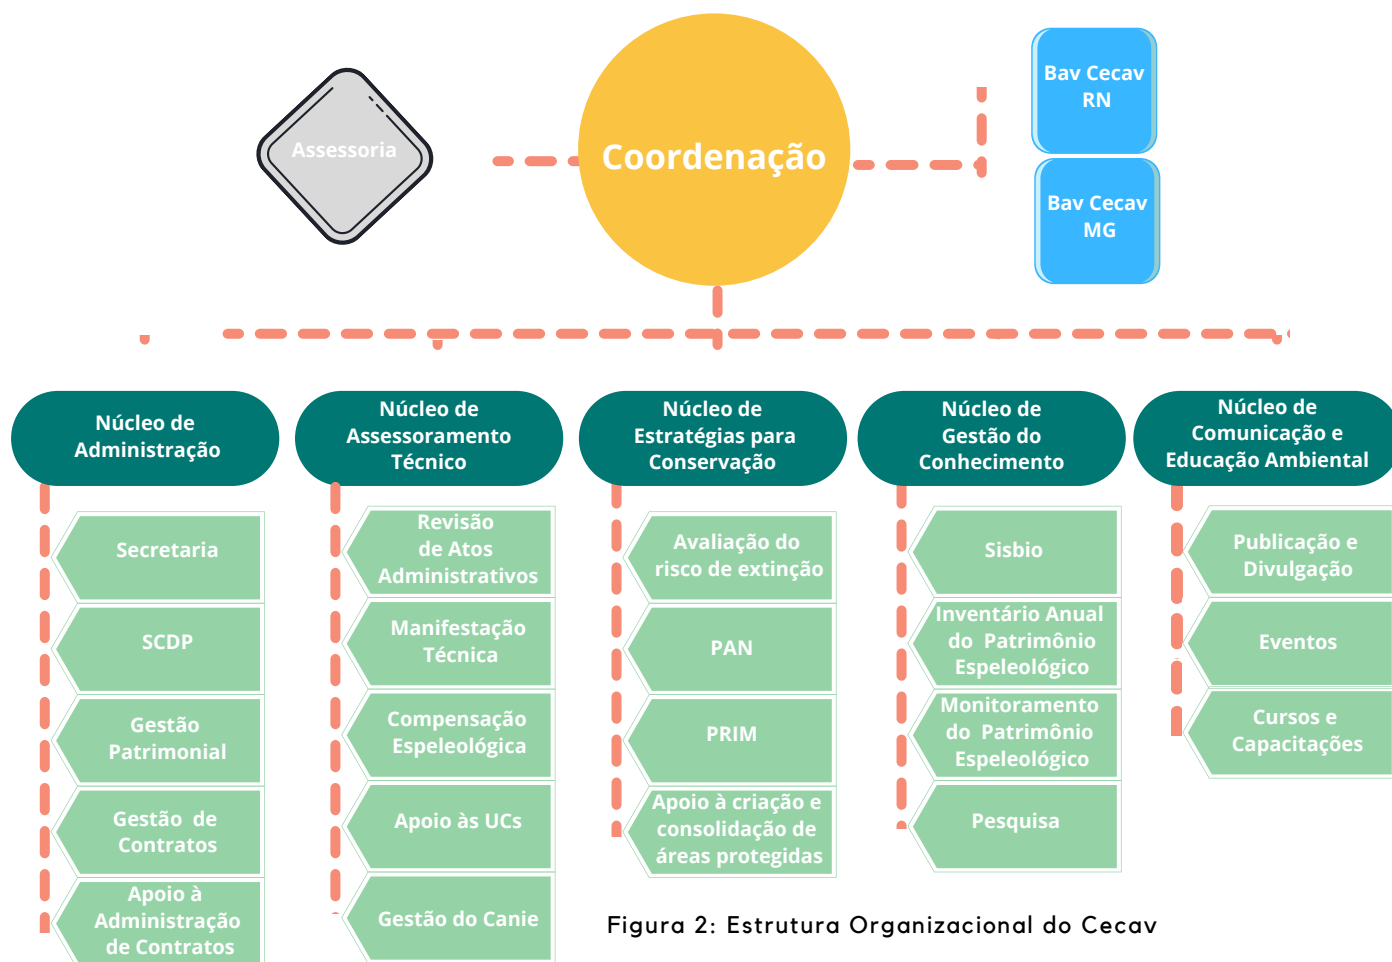 Assessoria
Coordenação
Bav Cecav
RN
Bav Cecav
MG
Núcleo de
Administração
Secretaria
SCDP
Gestão
Patrimonial
Gestão de
Contratos
Apoio à
Administração
de Contratos
Núcleo de
Assessoramento
Técnico
Revisão
de Atos
Administrativos
Manifestação
Técnica
Compensação
Espeleológica
Apoio às UCs
Gestão do Canie
Núcleo de
Estratégias para
Conservação
Avaliação do
risco de extinção
PAN
PRIM
Apoio à criação e
consolidação de
áreas protegidas
Núcleo de
Gestão do
Conhecimento
Sisbio
Inventário Anual
do Patrimônio
Espeleológico
Monitoramento
do Patrimônio
Espeleológico
Pesquisa
Núcleo de
Comunicação e
Educação Ambiental
Publicação e
Divulgação
Eventos
Cursos e
Capacitações
Figura 2: Estrutura Organizacional do Cecav